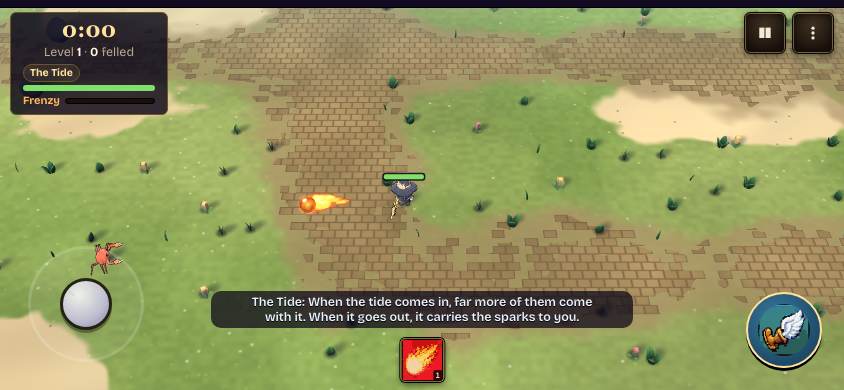 0:00
Level 1 · 0 felled
The Tide
Frenzy
The Tide: When the tide comes in, far more of them come
with it. When it goes out, it carries the sparks to you.
1